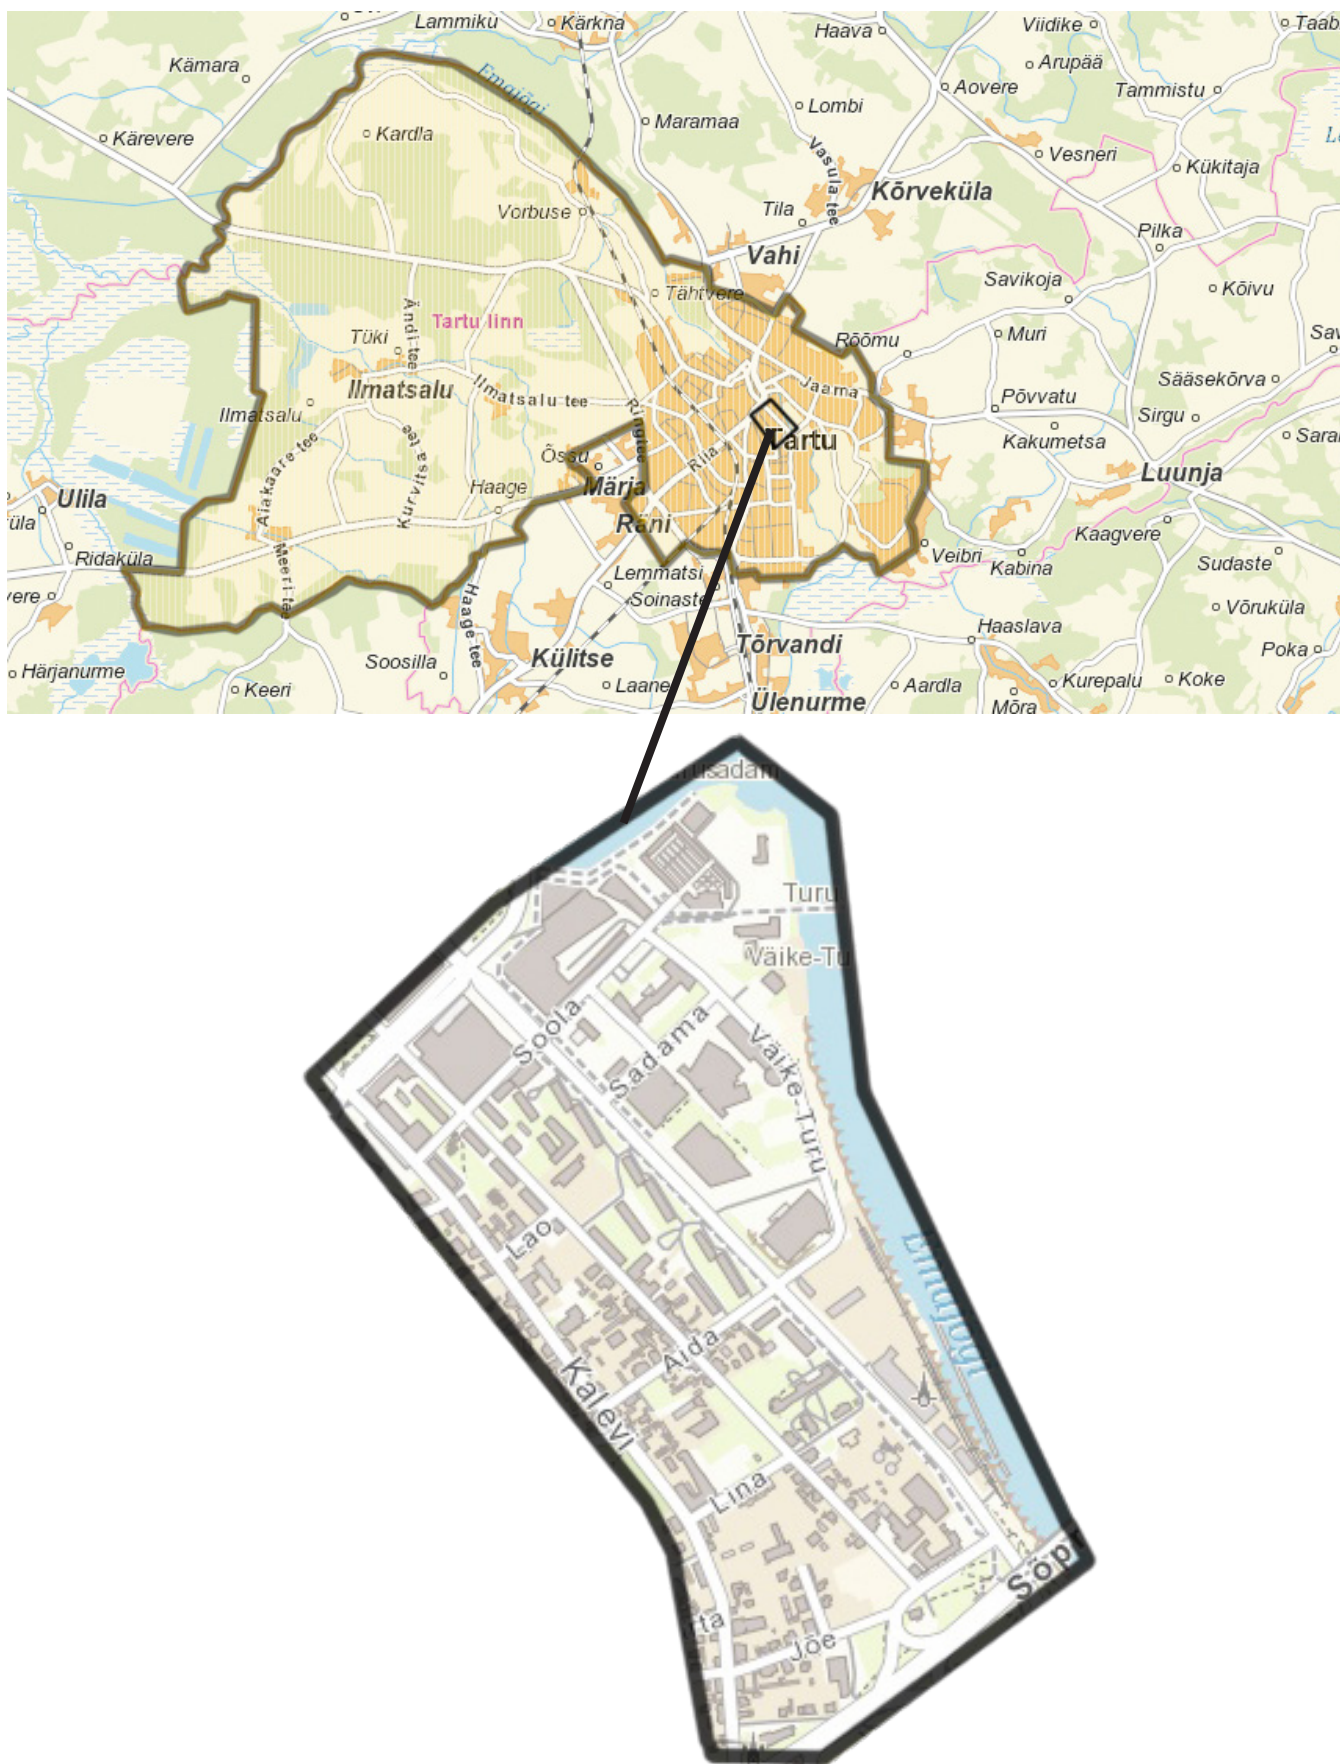 Lammiku
Kärkna
Haava
Viidike
Kämara
Emajõgi
Arupää
Aovere
Tammistu
Lombi
Kärevere
Kardla
Maramaa
Vasula tee
Vesneri
Kükitaja
Kõrveküla
Vorbuse
Tila
Pilka
Vahi
Savikoja
Kõivu
Tähtvere
Ändi tee
Tartu linn
Tüki
Rõõmu
Muri
Ilmatsalu
Ilmatsalu tee
Jaama
Sääsekõrva
Ilmatsalu
Ringtee
Põvvatu
Sirgu
Tartu
Kakumetsa
Aiakaare tee
Kurvitsa tee
Õssu
Riia
Luunja
Ulila
Haage
Märja
Räni
Kaagvere
Ridaküla
Meeri tee
Veibri
Kabina
Sudaste
Lemmatsi
Soinaste
Võruküla
Haage tee
Haaslava
Tõrvandi
Poka
Härjanurme
Soosilla
Külitse
Keeri
Laane
Aardla
Kurepalu
Koke
Ülenurme
Mõra
Turu
Väike-Tu
Soola
Sadama
Väike-Turu
Lao
Emajõgi
Aida
Kalevi
Lina
Sõpr
Jõe